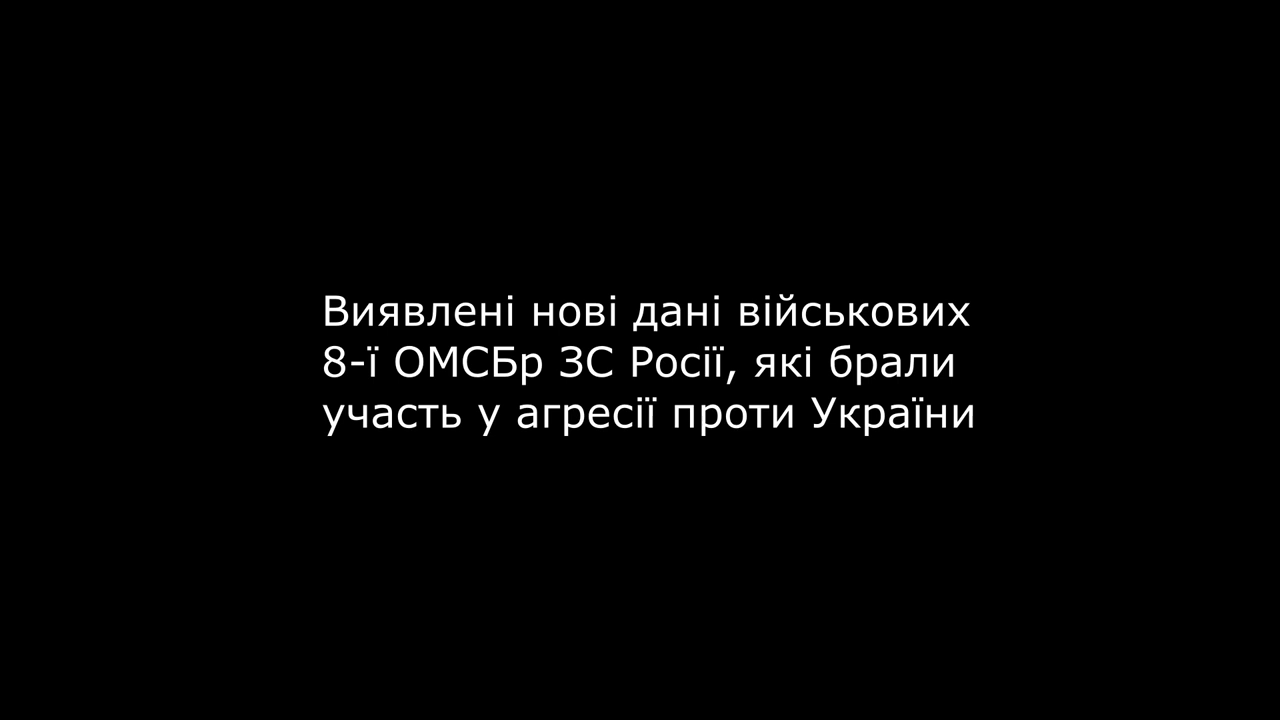 Виявлені нові дані військових
8-ї ОМСБр ЗС Росії, які брали
участь у агресії проти України